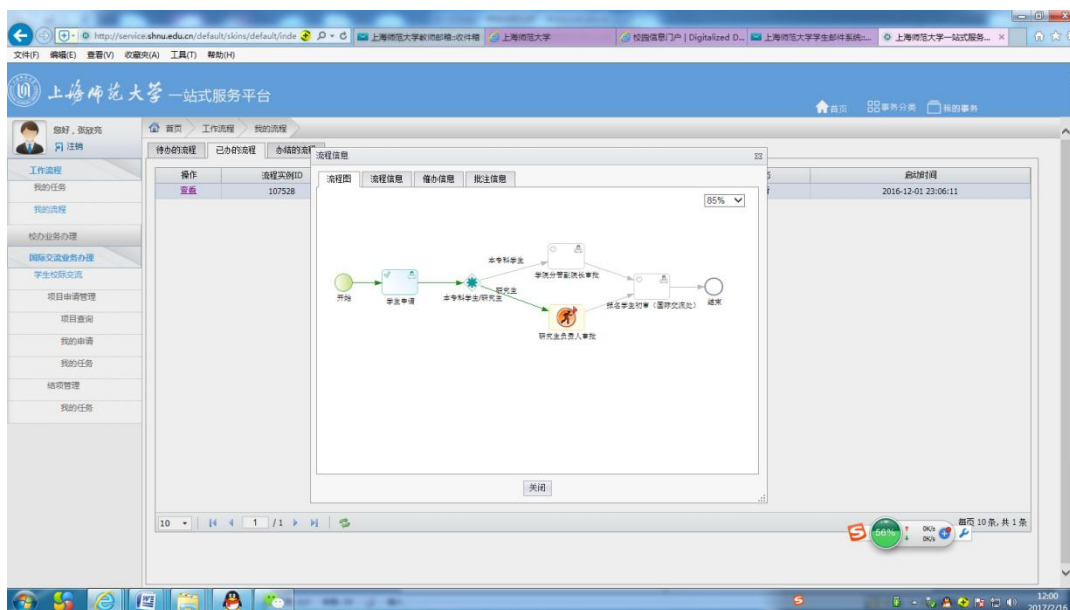 http://service.shnu.edu.cn/default/skins/default/inde
上海师范大学教师邮箱:收件箱
上海师范大学
校园信息门户 | Digitalized D...
上海师范大学学生邮件系统:...
上海师范大学一站式服务... ×
文件(F) 编辑(E) 查看(V) 收藏夹(A) 工具(T) 帮助(H)
上海师范大学 一站式服务平台
首页 事务分类 我的事务
您好，张欣亮
注销
首页 工作流程 我的流程
待办的流程 已办的流程 办结的流程
工作流程
我的任务
我的流程
校办业务办理
国际交流业务办理
学生校际交流
项目申请管理
项目查询
我的申请
我的任务
结项管理
我的任务
操作 流程实例ID 启动时间
查看 107528 2016-12-01 23:06:11
流程信息
流程图 流程信息 催办信息 批注信息
85%
本专科学生
学院分管副院长审批
开始
学生申请
本专科学生/研究生
研究生
报名学生初审（国际交流处）
结束
研究生负责人审批
关闭
10 1 /1
每页 10 条, 共 1 条
66%
0K/s
0K/s
12:00
2017/2/16